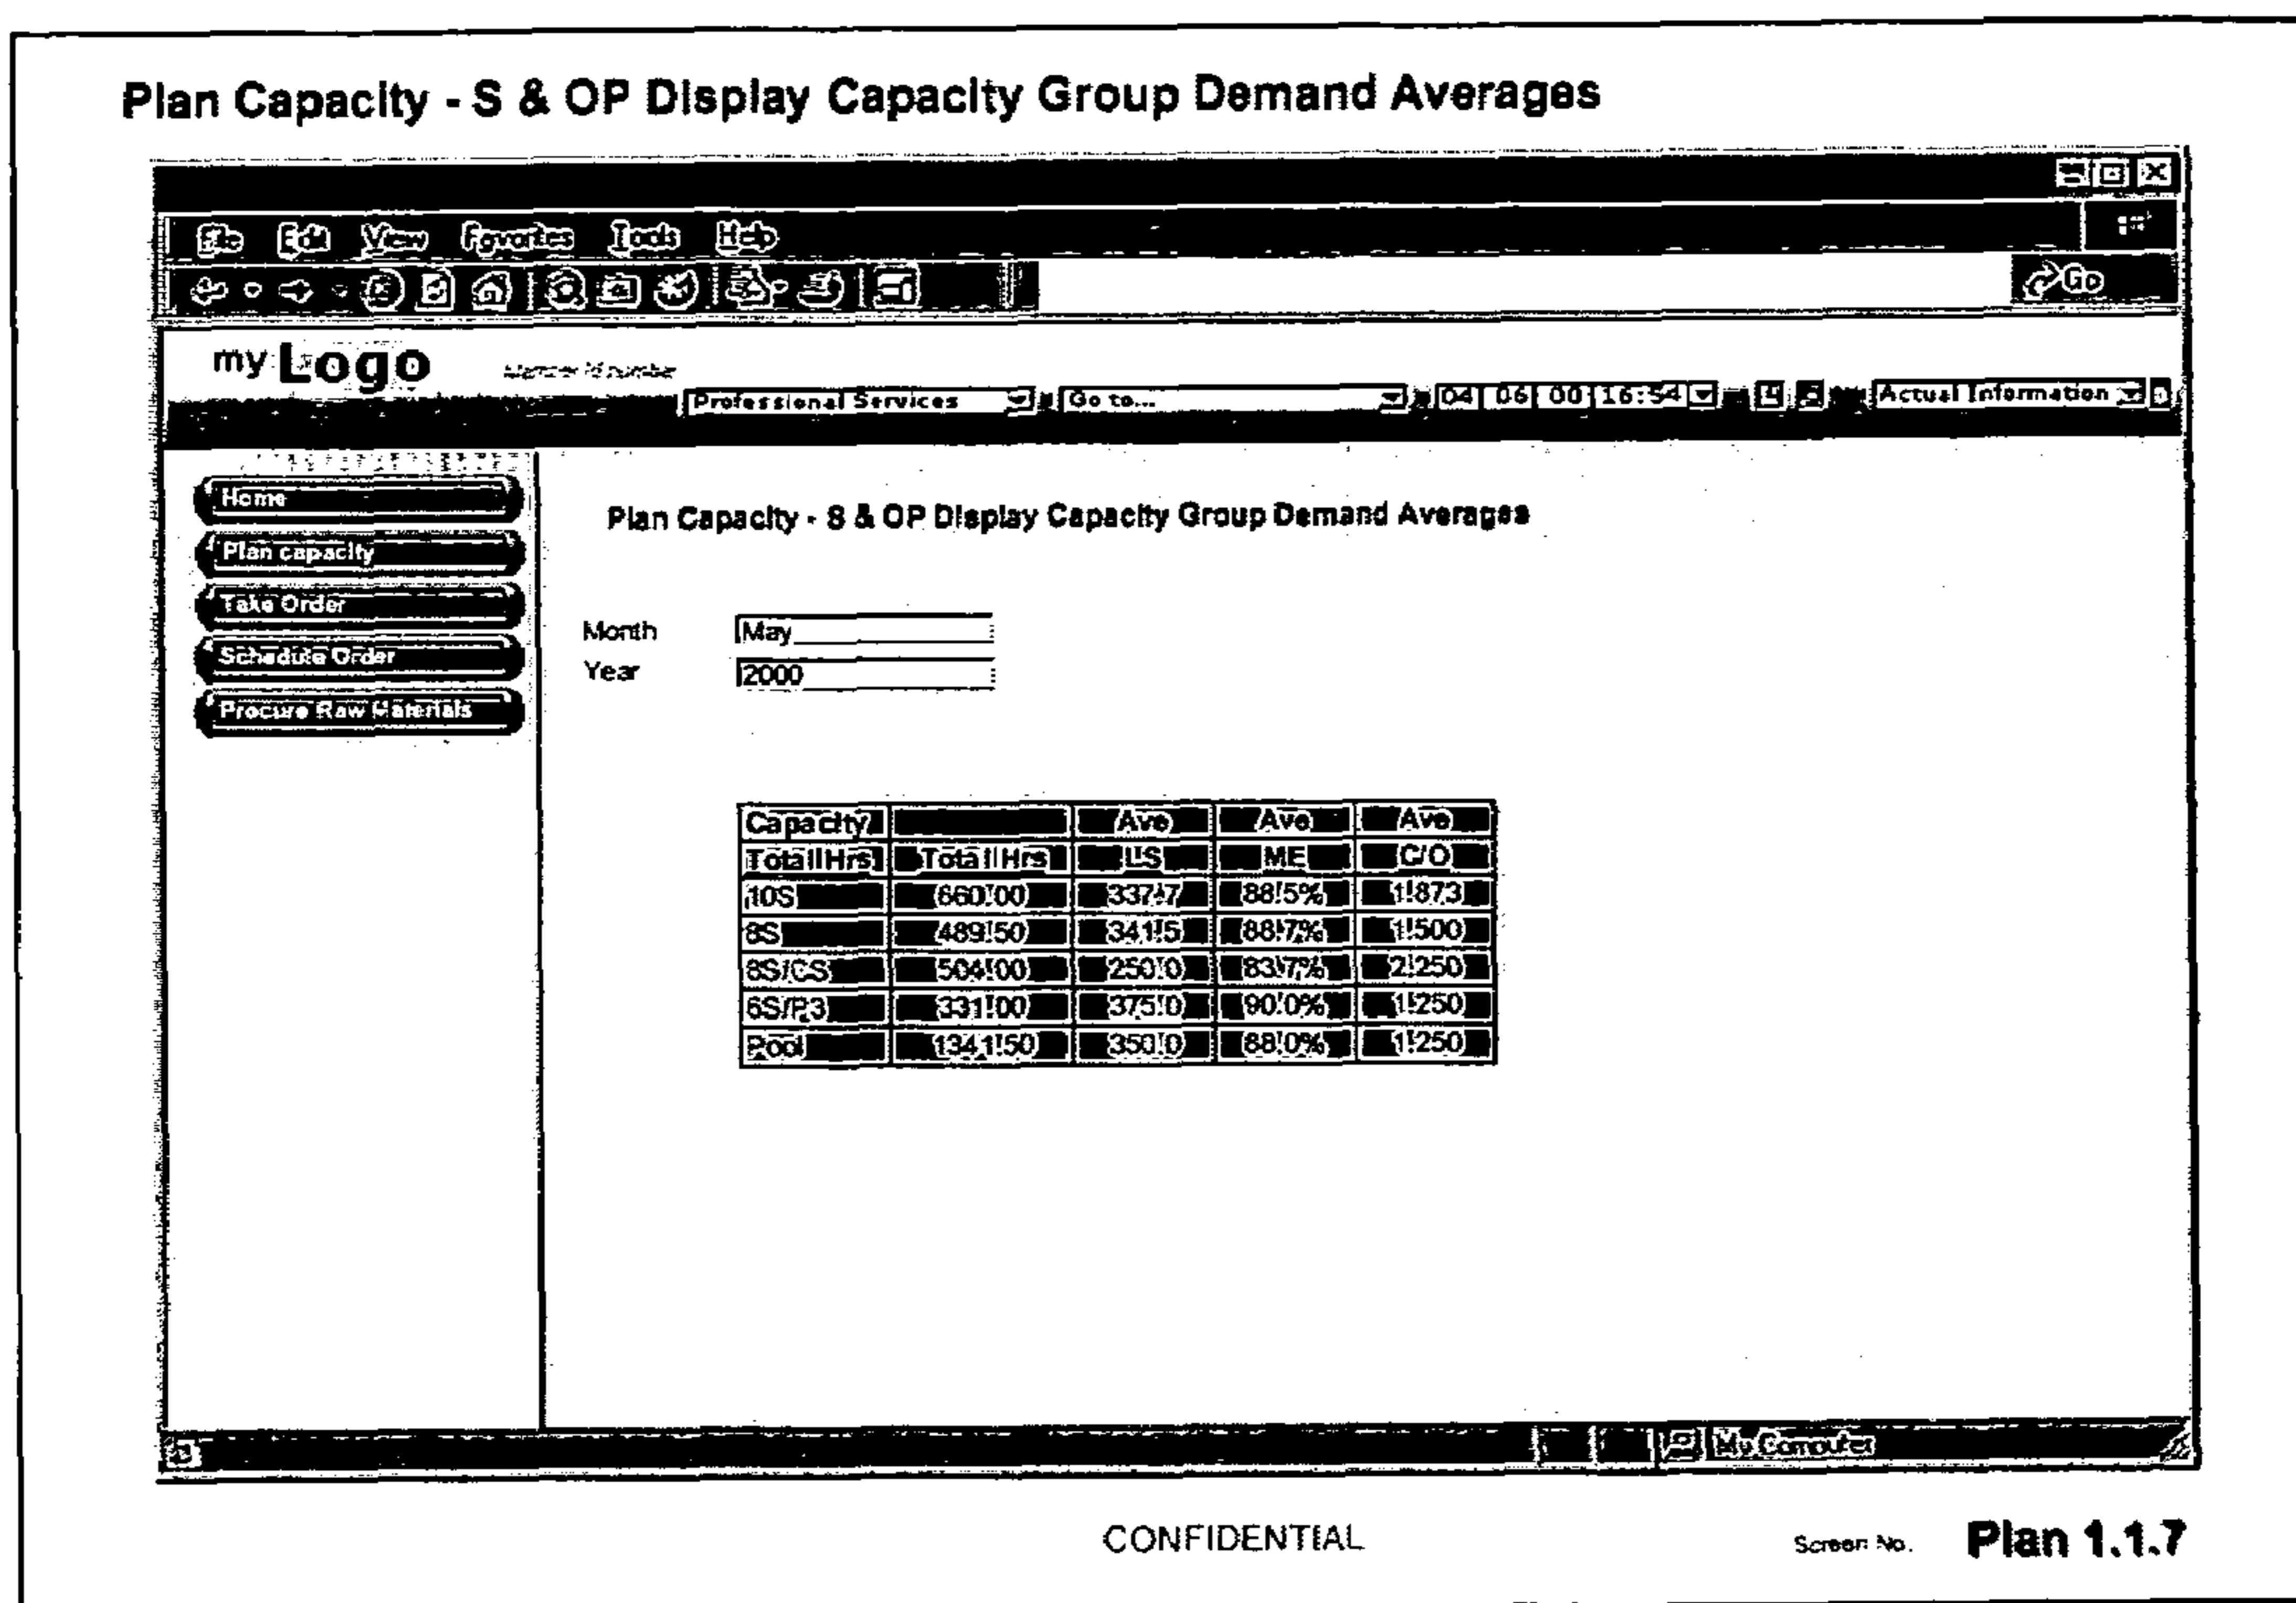 Plan Capacity - S & OP Display Capacity Group Demand Averages
File Edit View Favorites Tools Help
Go
my Logo Member id number
Professional Services Go to... 04 06 00 16:54 Actual Information
Home
Plan capacity
Take Order
Schedule Order
Procure Raw Materials
Plan Capacity - S & OP Display Capacity Group Demand Averages
Month May
Year 2000
Capacity Ave Ave Ave
Total Hrs Total Hrs LS ME C/O
10S 660.00 337.7 88.5% 1.873
8S 489.50 341.5 88.7% 1.500
8S/CS 504.00 250.0 83.7% 2.250
6S/P3 331.00 375.0 90.0% 1.250
Pool 1341.50 350.0 88.0% 1.250
My Computer
CONFIDENTIAL
Screen No. Plan 1.1.7